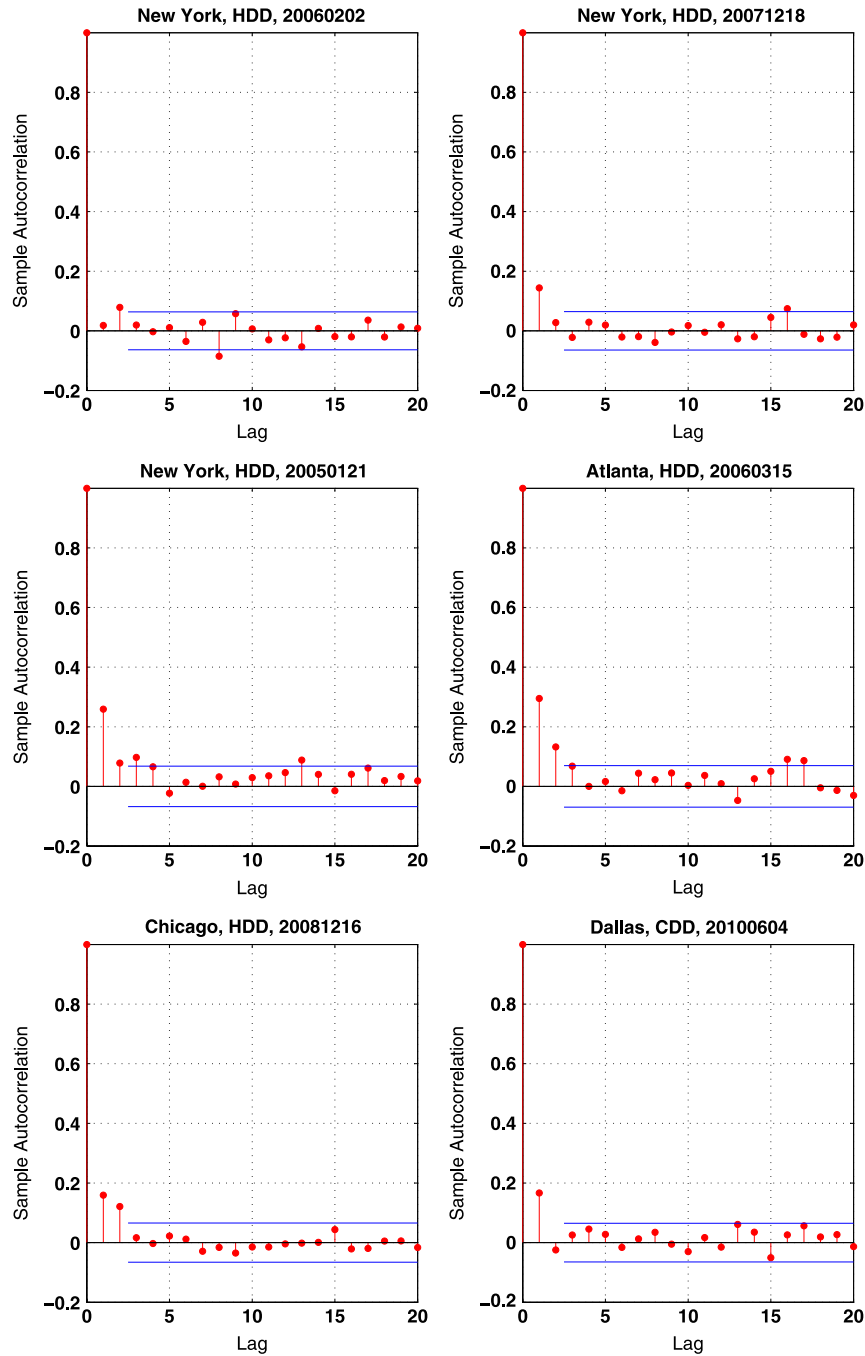 New York, HDD, 20060202
Sample Autocorrelation
0.8
0.6
0.4
0.2
0
−0.2
0 5 10 15 20
Lag
New York, HDD, 20071218
Sample Autocorrelation
0.8
0.6
0.4
0.2
0
−0.2
0 5 10 15 20
Lag
New York, HDD, 20050121
Sample Autocorrelation
0.8
0.6
0.4
0.2
0
−0.2
0 5 10 15 20
Lag
Atlanta, HDD, 20060315
Sample Autocorrelation
0.8
0.6
0.4
0.2
0
−0.2
0 5 10 15 20
Lag
Chicago, HDD, 20081216
Sample Autocorrelation
0.8
0.6
0.4
0.2
0
−0.2
0 5 10 15 20
Lag
Dallas, CDD, 20100604
Sample Autocorrelation
0.8
0.6
0.4
0.2
0
−0.2
0 5 10 15 20
Lag